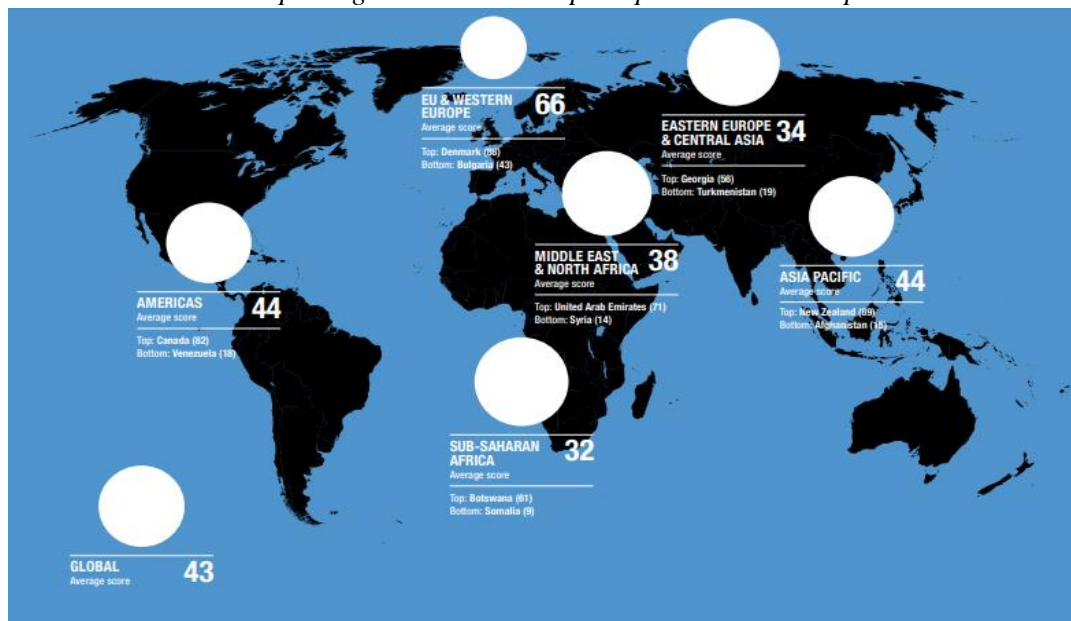 EU & WESTERN
EUROPE
66
Average score
Top: Denmark (88)
Bottom: Bulgaria (43)
EASTERN EUROPE
& CENTRAL ASIA
34
Average score
Top: Georgia (56)
Bottom: Turkmenistan (19)
MIDDLE EAST
& NORTH AFRICA
38
Average score
Top: United Arab Emirates (71)
Bottom: Syria (14)
ASIA PACIFIC
44
Average score
Top: New Zealand (89)
Bottom: Afghanistan (15)
AMERICAS
44
Average score
Top: Canada (82)
Bottom: Venezuela (18)
SUB-SAHARAN
AFRICA
32
Average score
Top: Botswana (61)
Bottom: Somalia (9)
GLOBAL
43
Average score